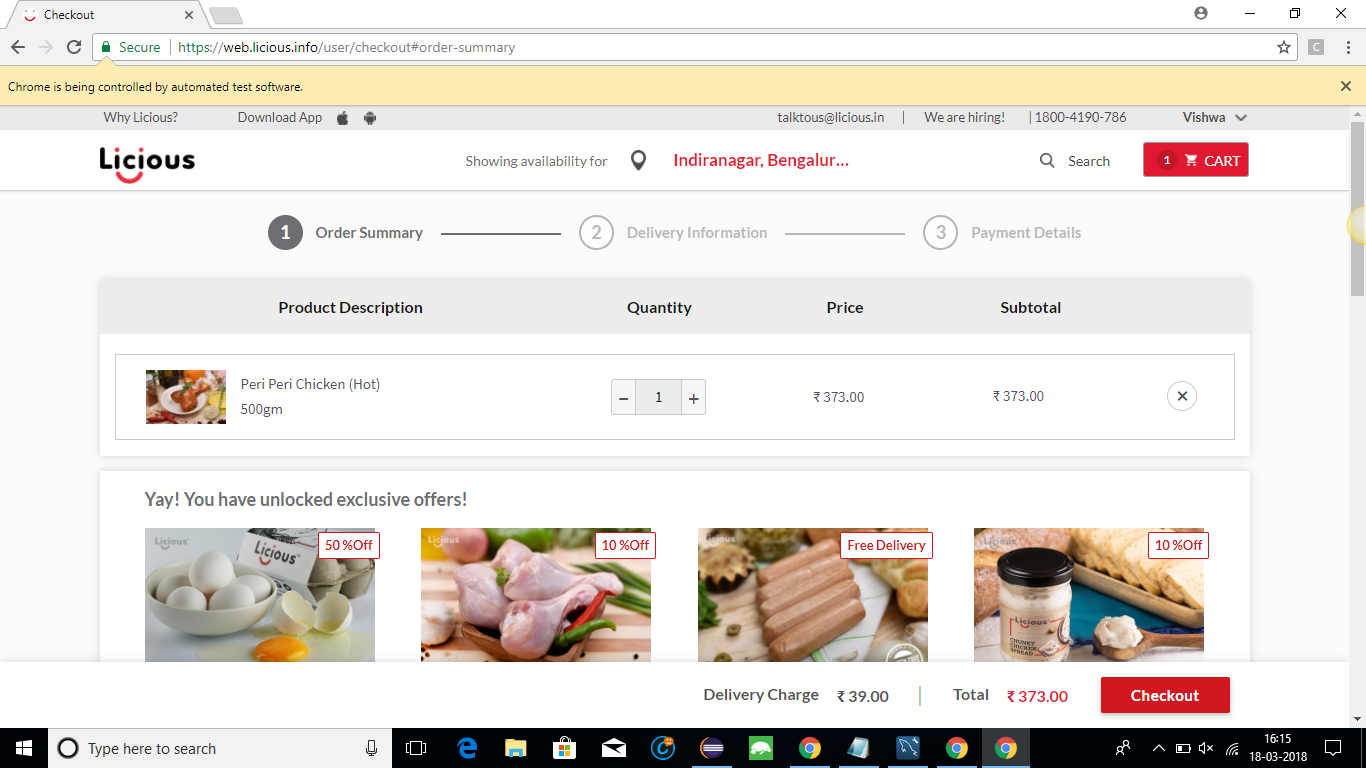 Checkout
Secure https://web.licious.info/user/checkout#order-summary
C
Chrome is being controlled by automated test software.
Why Licious? Download App talktous@licious.in | We are hiring! | 1800-4190-786 Vishwa
Licious Showing availability for Indiranagar, Bengalur... Search 1 CART
1 Order Summary 2 Delivery Information 3 Payment Details
Product Description Quantity Price Subtotal
Peri Peri Chicken (Hot)
500gm
− 1 + ₹ 373.00 ₹ 373.00
Yay! You have unlocked exclusive offers!
50 %Off 10 %Off Free Delivery 10 %Off
Licious Licious Licious Licious
Licious
Licious
CHUNKY
CHICKEN
SPREAD
Delivery Charge ₹ 39.00 | Total ₹ 373.00 Checkout
Type here to search
16:15
18-03-2018